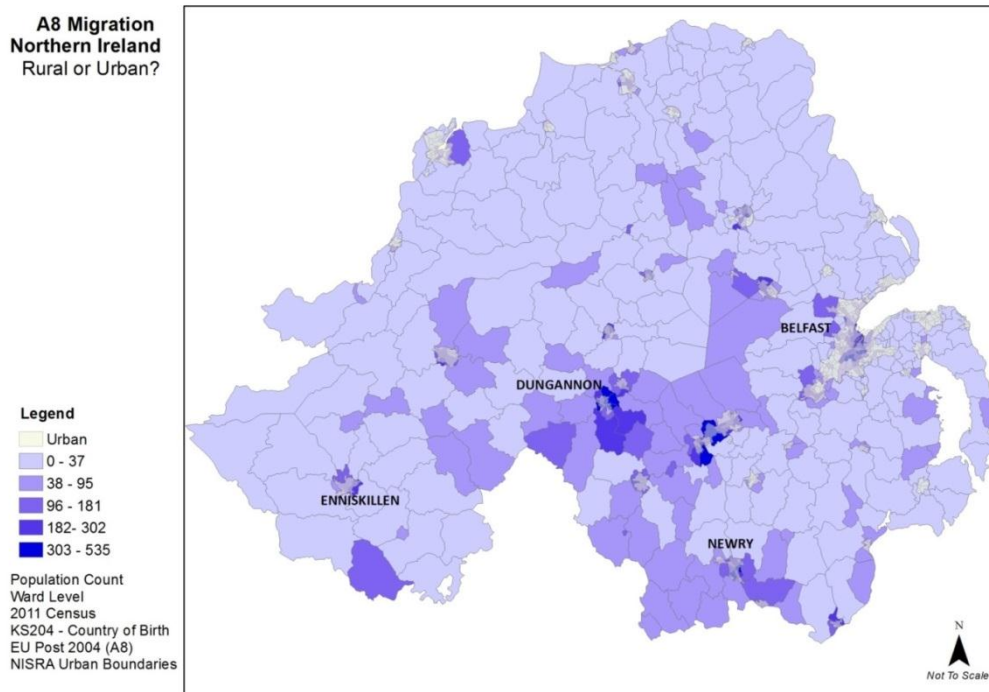 A8 Migration
Northern Ireland
Rural or Urban?
BELFAST
DUNGANNON
ENNISKILLEN
NEWRY
Legend
Urban
0 - 37
38 - 95
96 - 181
182- 302
303 - 535
Population Count
Ward Level
2011 Census
KS204 - Country of Birth
EU Post 2004 (A8)
NISRA Urban Boundaries
N
Not To Scale